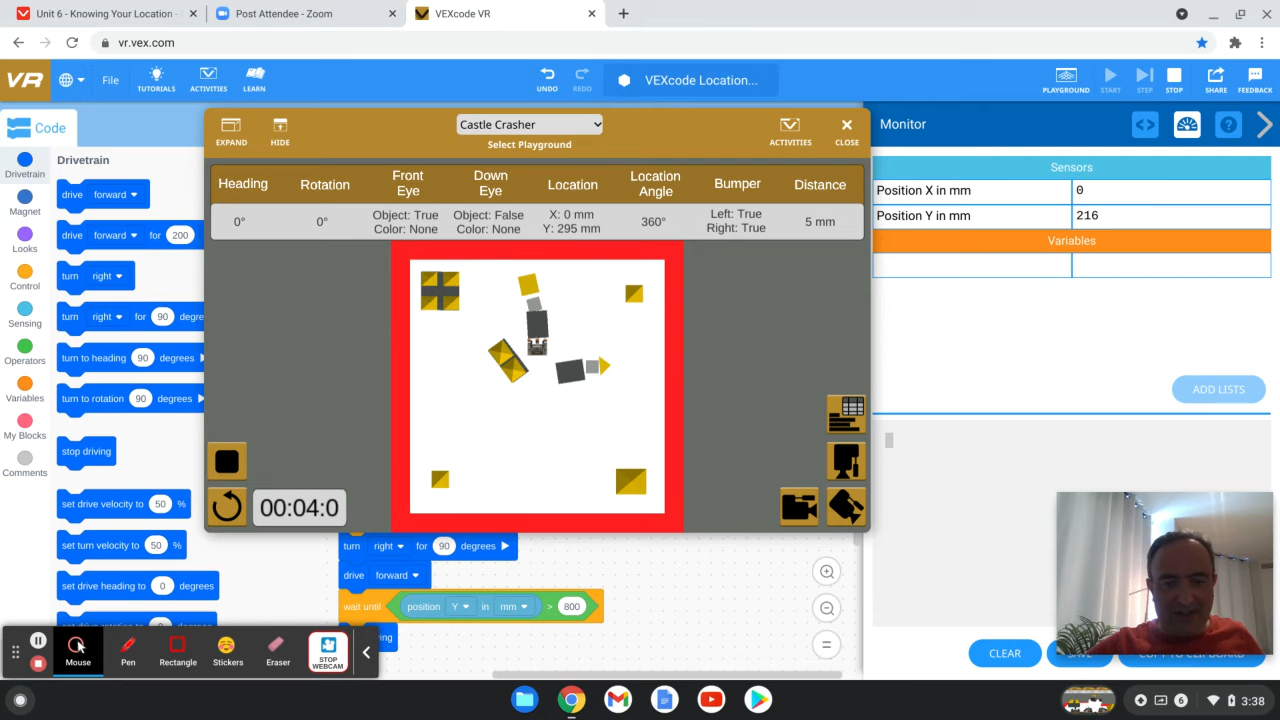 Unit 6 - Knowing Your Location -
Post Attendee - Zoom
VEXcode VR
vr.vex.com
VR
File
TUTORIALS
ACTIVITIES
LEARN
UNDO
REDO
VEXcode Location...
PLAYGROUND
START
STEP
STOP
SHARE
FEEDBACK
Code
Drivetrain
Magnet
Looks
Control
Sensing
Operators
Variables
My Blocks
Comments
Drivetrain
drive forward
drive forward for 200
turn right
turn right for 90 degre
turn to heading 90 degrees
turn to rotation 90 degrees
stop driving
set drive velocity to 50 %
set turn velocity to 50 %
set drive heading to 0 degrees
EXPAND
HIDE
Castle Crasher
Select Playground
ACTIVITIES
CLOSE
Heading Rotation Front Eye Down Eye Location Location Angle Bumper Distance
0° 0° Object: True Object: False X: 0 mm 360° Left: True 5 mm
Color: None Color: None Y: 295 mm Right: True
00:04:0
turn right for 90 degrees
drive forward
wait until position Y in mm > 800
ing
Monitor
Sensors
Position X in mm 0
Position Y in mm 216
Variables
ADD LISTS
CLEAR
Mouse
Pen
Rectangle
Stickers
Eraser
STOP WEBCAM
6
3:38